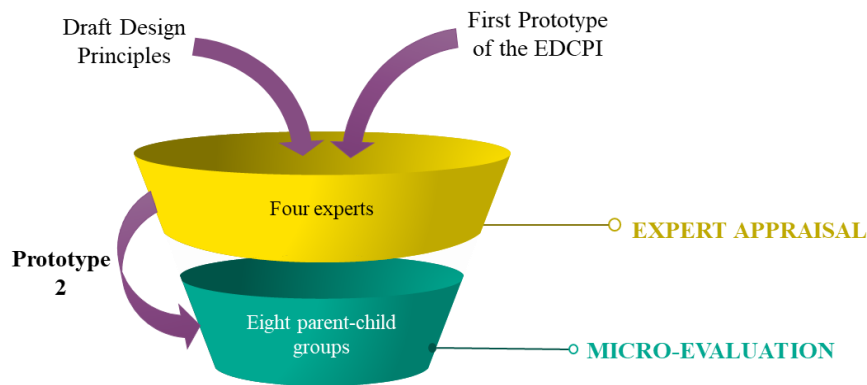 Draft Design
Principles
First Prototype
of the EDCPI
Four experts
EXPERT APPRAISAL
Prototype
2
Eight parent-child
groups
MICRO-EVALUATION